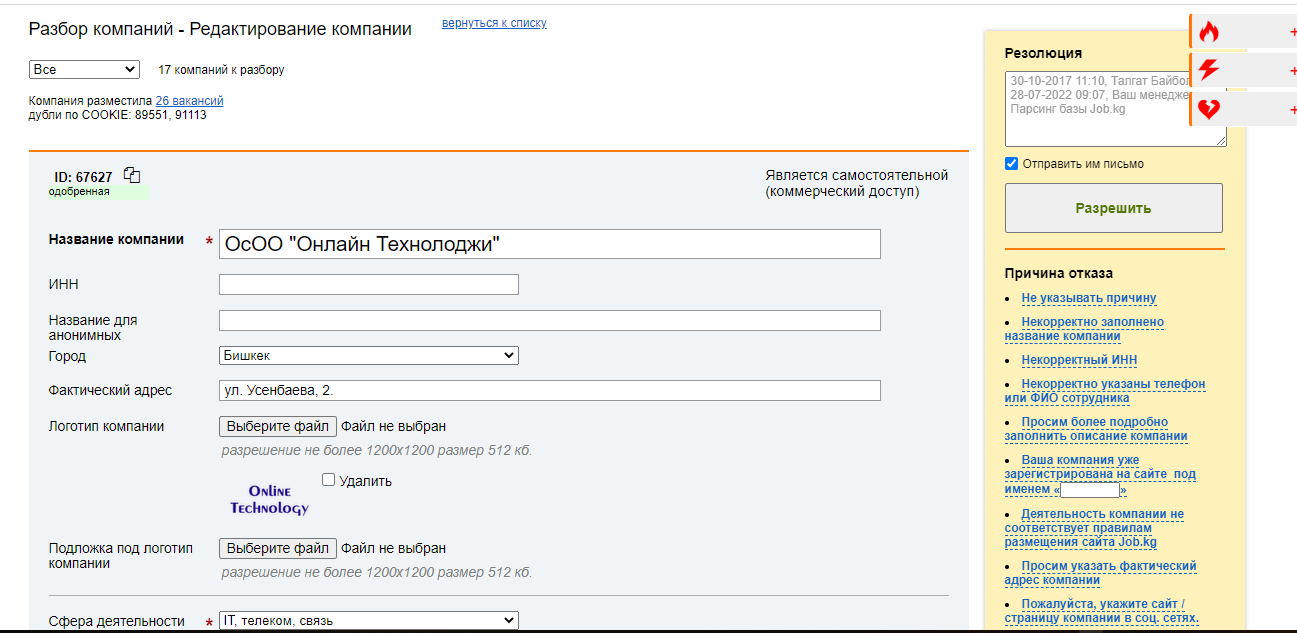 Разбор компаний - Редактирование компании
вернуться к списку
Все
17 компаний к разбору
Компания разместила 26 вакансий
дубли по COOKIE: 89551, 91113
ID: 67627
одобренная
Является самостоятельной
(коммерческий доступ)
Название компании * ОсОО "Онлайн Технолоджи"
ИНН
Название для
анонимных
Город Бишкек
Фактический адрес ул. Усенбаева, 2.
Логотип компании Выберите файл Файл не выбран
разрешение не более 1200x1200 размер 512 кб.
Удалить
Online
Technology
Подложка под логотип
компании
Выберите файл Файл не выбран
разрешение не более 1200x1200 размер 512 кб.
Сфера деятельности * IT, телеком, связь
Резолюция
30-10-2017 11:10, Талгат Байбол
28-07-2022 09:07, Ваш менедже
Парсинг базы Job.kg
+
+
+
Отправить им письмо
Разрешить
Причина отказа
• Не указывать причину
• Некорректно заполнено
название компании
• Некорректный ИНН
• Некорректно указаны телефон
или ФИО сотрудника
• Просим более подробно
заполнить описание компании
• Ваша компания уже
зарегистрирована на сайте под
именем « »
• Деятельность компании не
соответствует правилам
размещения сайта Job.kg
• Просим указать фактический
адрес компании
• Пожалуйста, укажите сайт /
страницу компании в соц. сетях.